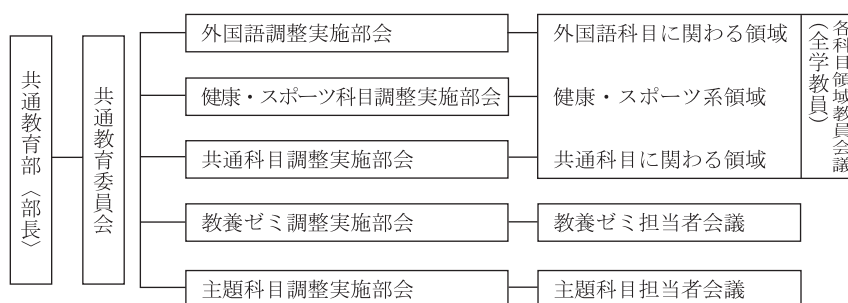 共通教育部〈部長〉
共通教育委員会
外国語調整実施部会
外国語科目に関わる領域
健康・スポーツ科目調整実施部会
健康・スポーツ系領域
共通科目調整実施部会
共通科目に関わる領域
各科目領域教員会議
(全学教員)
教養ゼミ調整実施部会
教養ゼミ担当者会議
主題科目調整実施部会
主題科目担当者会議